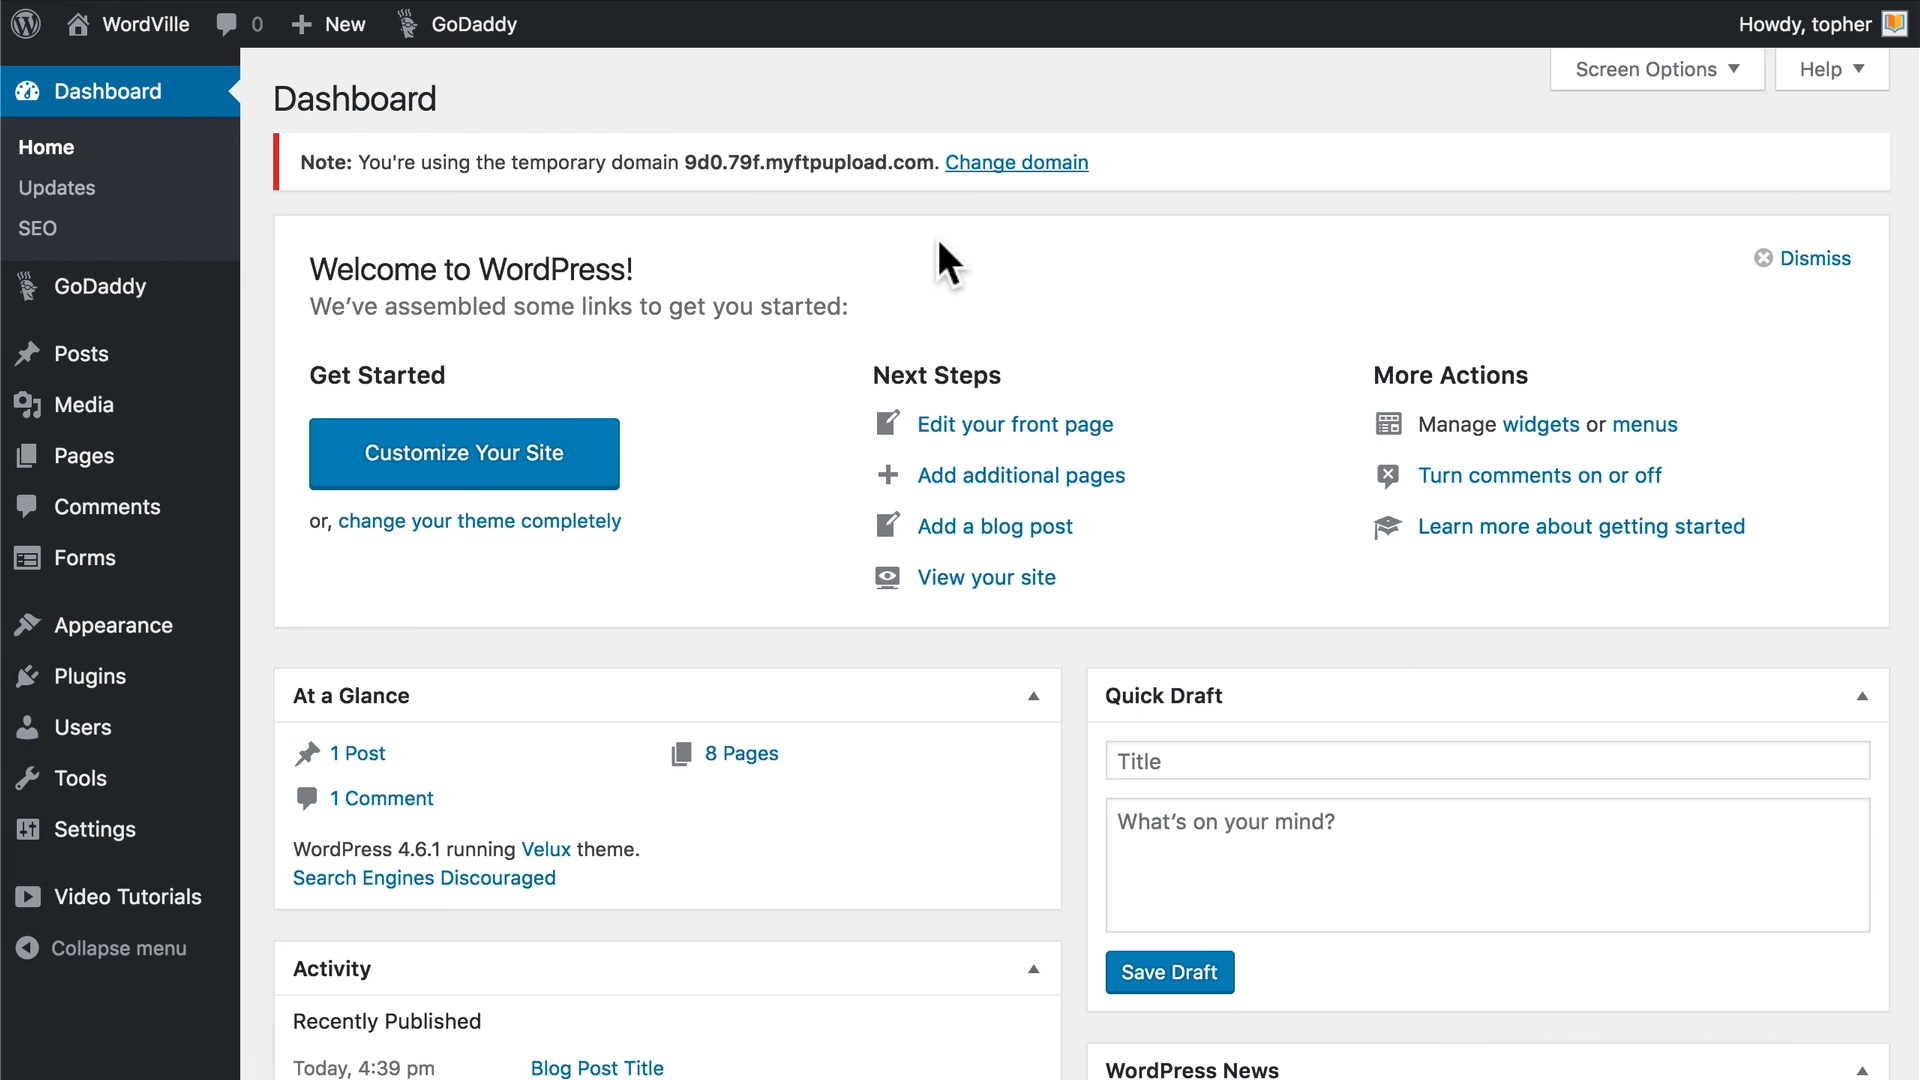 WordVille 0 New GoDaddy Howdy, topher
Screen Options Help
Dashboard
Home
Updates
SEO
GoDaddy
Posts
Media
Pages
Comments
Forms
Appearance
Plugins
Users
Tools
Settings
Video Tutorials
Collapse menu
Dashboard
Note: You're using the temporary domain 9d0.79f.myftpupload.com. Change domain
Welcome to WordPress!
Dismiss
We’ve assembled some links to get you started:
Get Started
Customize Your Site
or, change your theme completely
Next Steps
Edit your front page
Add additional pages
Add a blog post
View your site
More Actions
Manage widgets or menus
Turn comments on or off
Learn more about getting started
At a Glance
1 Post
8 Pages
1 Comment
WordPress 4.6.1 running Velux theme.
Search Engines Discouraged
Activity
Recently Published
Today, 4:39 pm Blog Post Title
Quick Draft
Title
What’s on your mind?
Save Draft
WordPress News